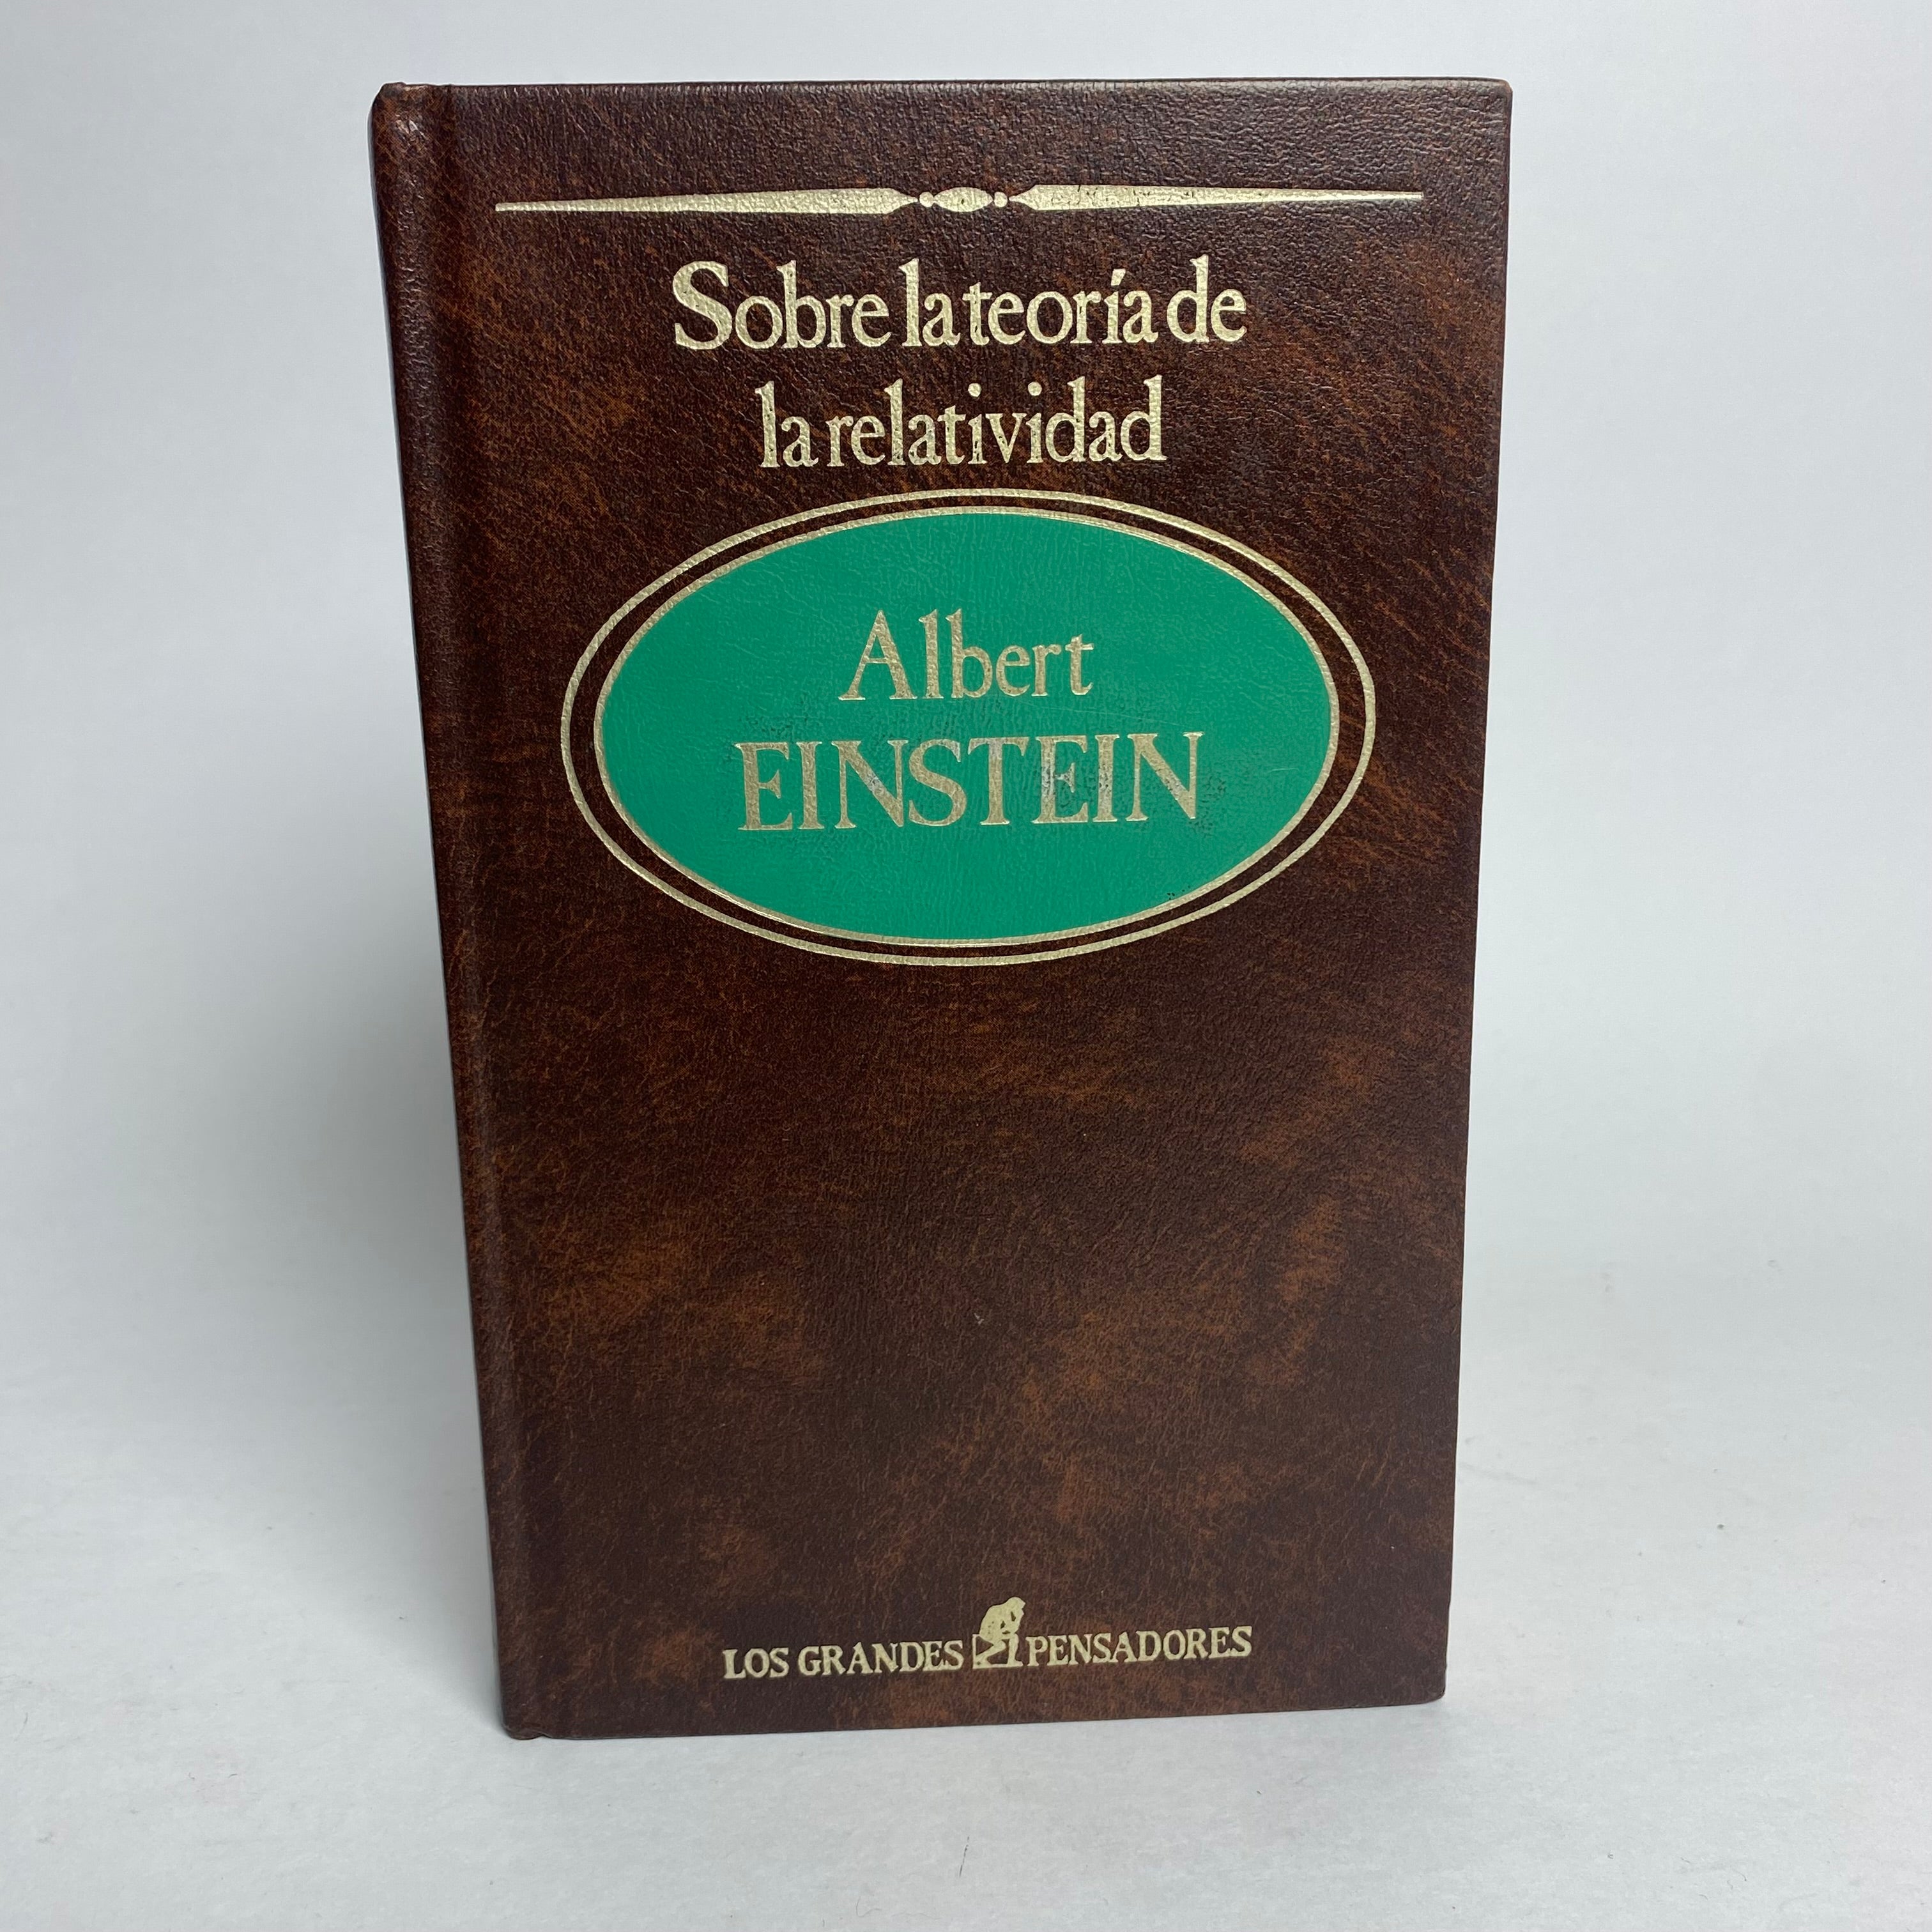 Sobre la teoría de
la relatividad
Albert
EINSTEIN
LOS GRANDES PENSADORES